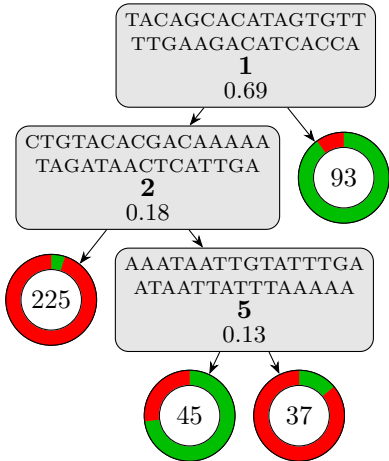 TACAGCACATAGTGTT
TTGAAGACATCACCA
1
0.69
93
CTGTACACGACAAAAA
TAGATAACTCATTGA
2
0.18
225
AAATAATTGTATTTGA
ATAATTATTTAAAAA
5
0.13
45
37